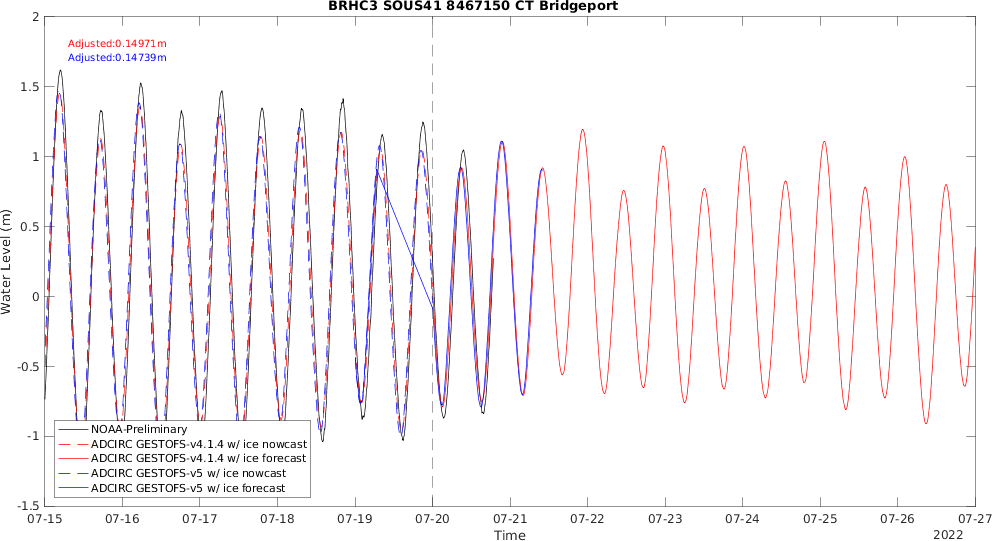 BRHC3 SOUS41 8467150 CT Bridgeport
2
Adjusted:0.14971m
Adjusted:0.14739m
1.5
1
0.5
Water Level (m)
0
-0.5
-1
-1.5
NOAA-Preliminary
ADCIRC GESTOFS-v4.1.4 w/ ice nowcast
ADCIRC GESTOFS-v4.1.4 w/ ice forecast
ADCIRC GESTOFS-v5 w/ ice nowcast
ADCIRC GESTOFS-v5 w/ ice forecast
07-15 07-16 07-17 07-18 07-19 07-20 07-21 07-22 07-23 07-24 07-25 07-26 07-27
Time
2022